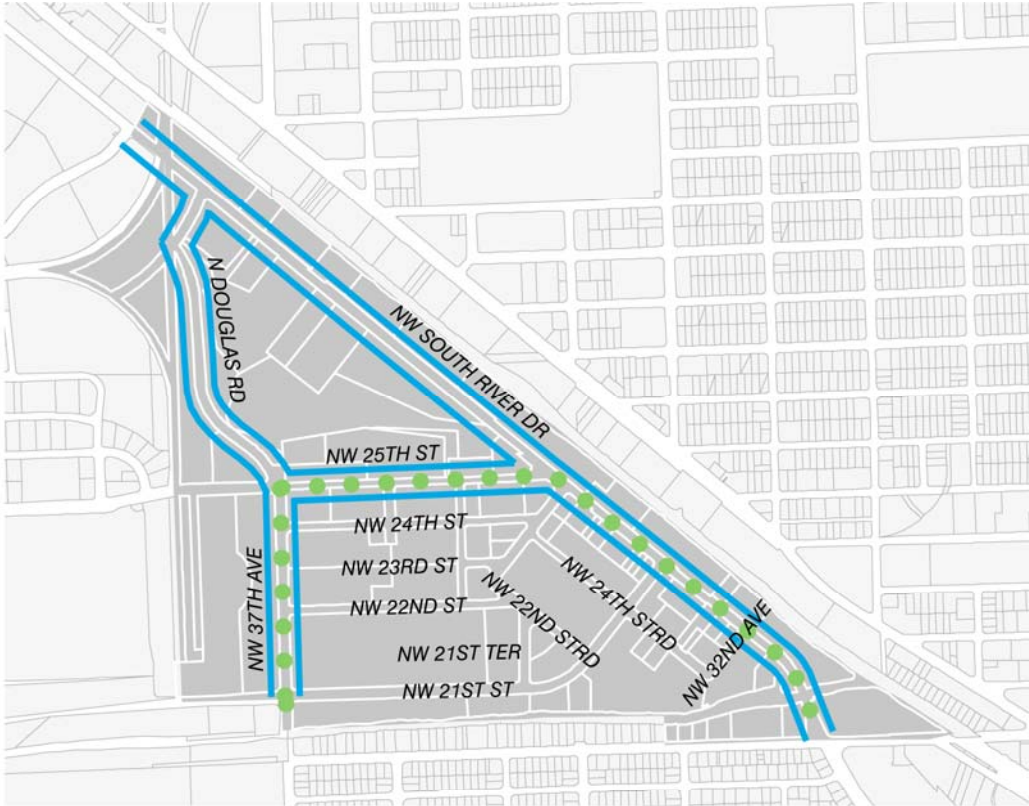 N DOUGLAS RD
NW SOUTH RIVER DR
NW 25TH ST
NW 24TH ST
NW 37TH AVE
NW 23RD ST
NW 24TH STRD
NW 22ND ST
NW 22ND STRD
NW 32ND AVE
NW 21ST TER
NW 21ST ST